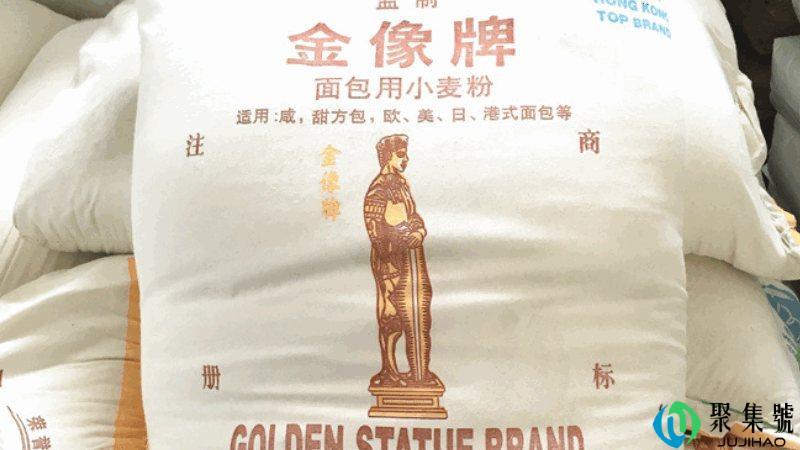 监制
HONG KONG
TOP BRAND
金像牌
面包用小麦粉
适用:咸,甜方包,欧、美、日、港式面包等
注 商
金像牌
册 标
GOLDEN STATUE BRAND
聚集號
JUJIHAO